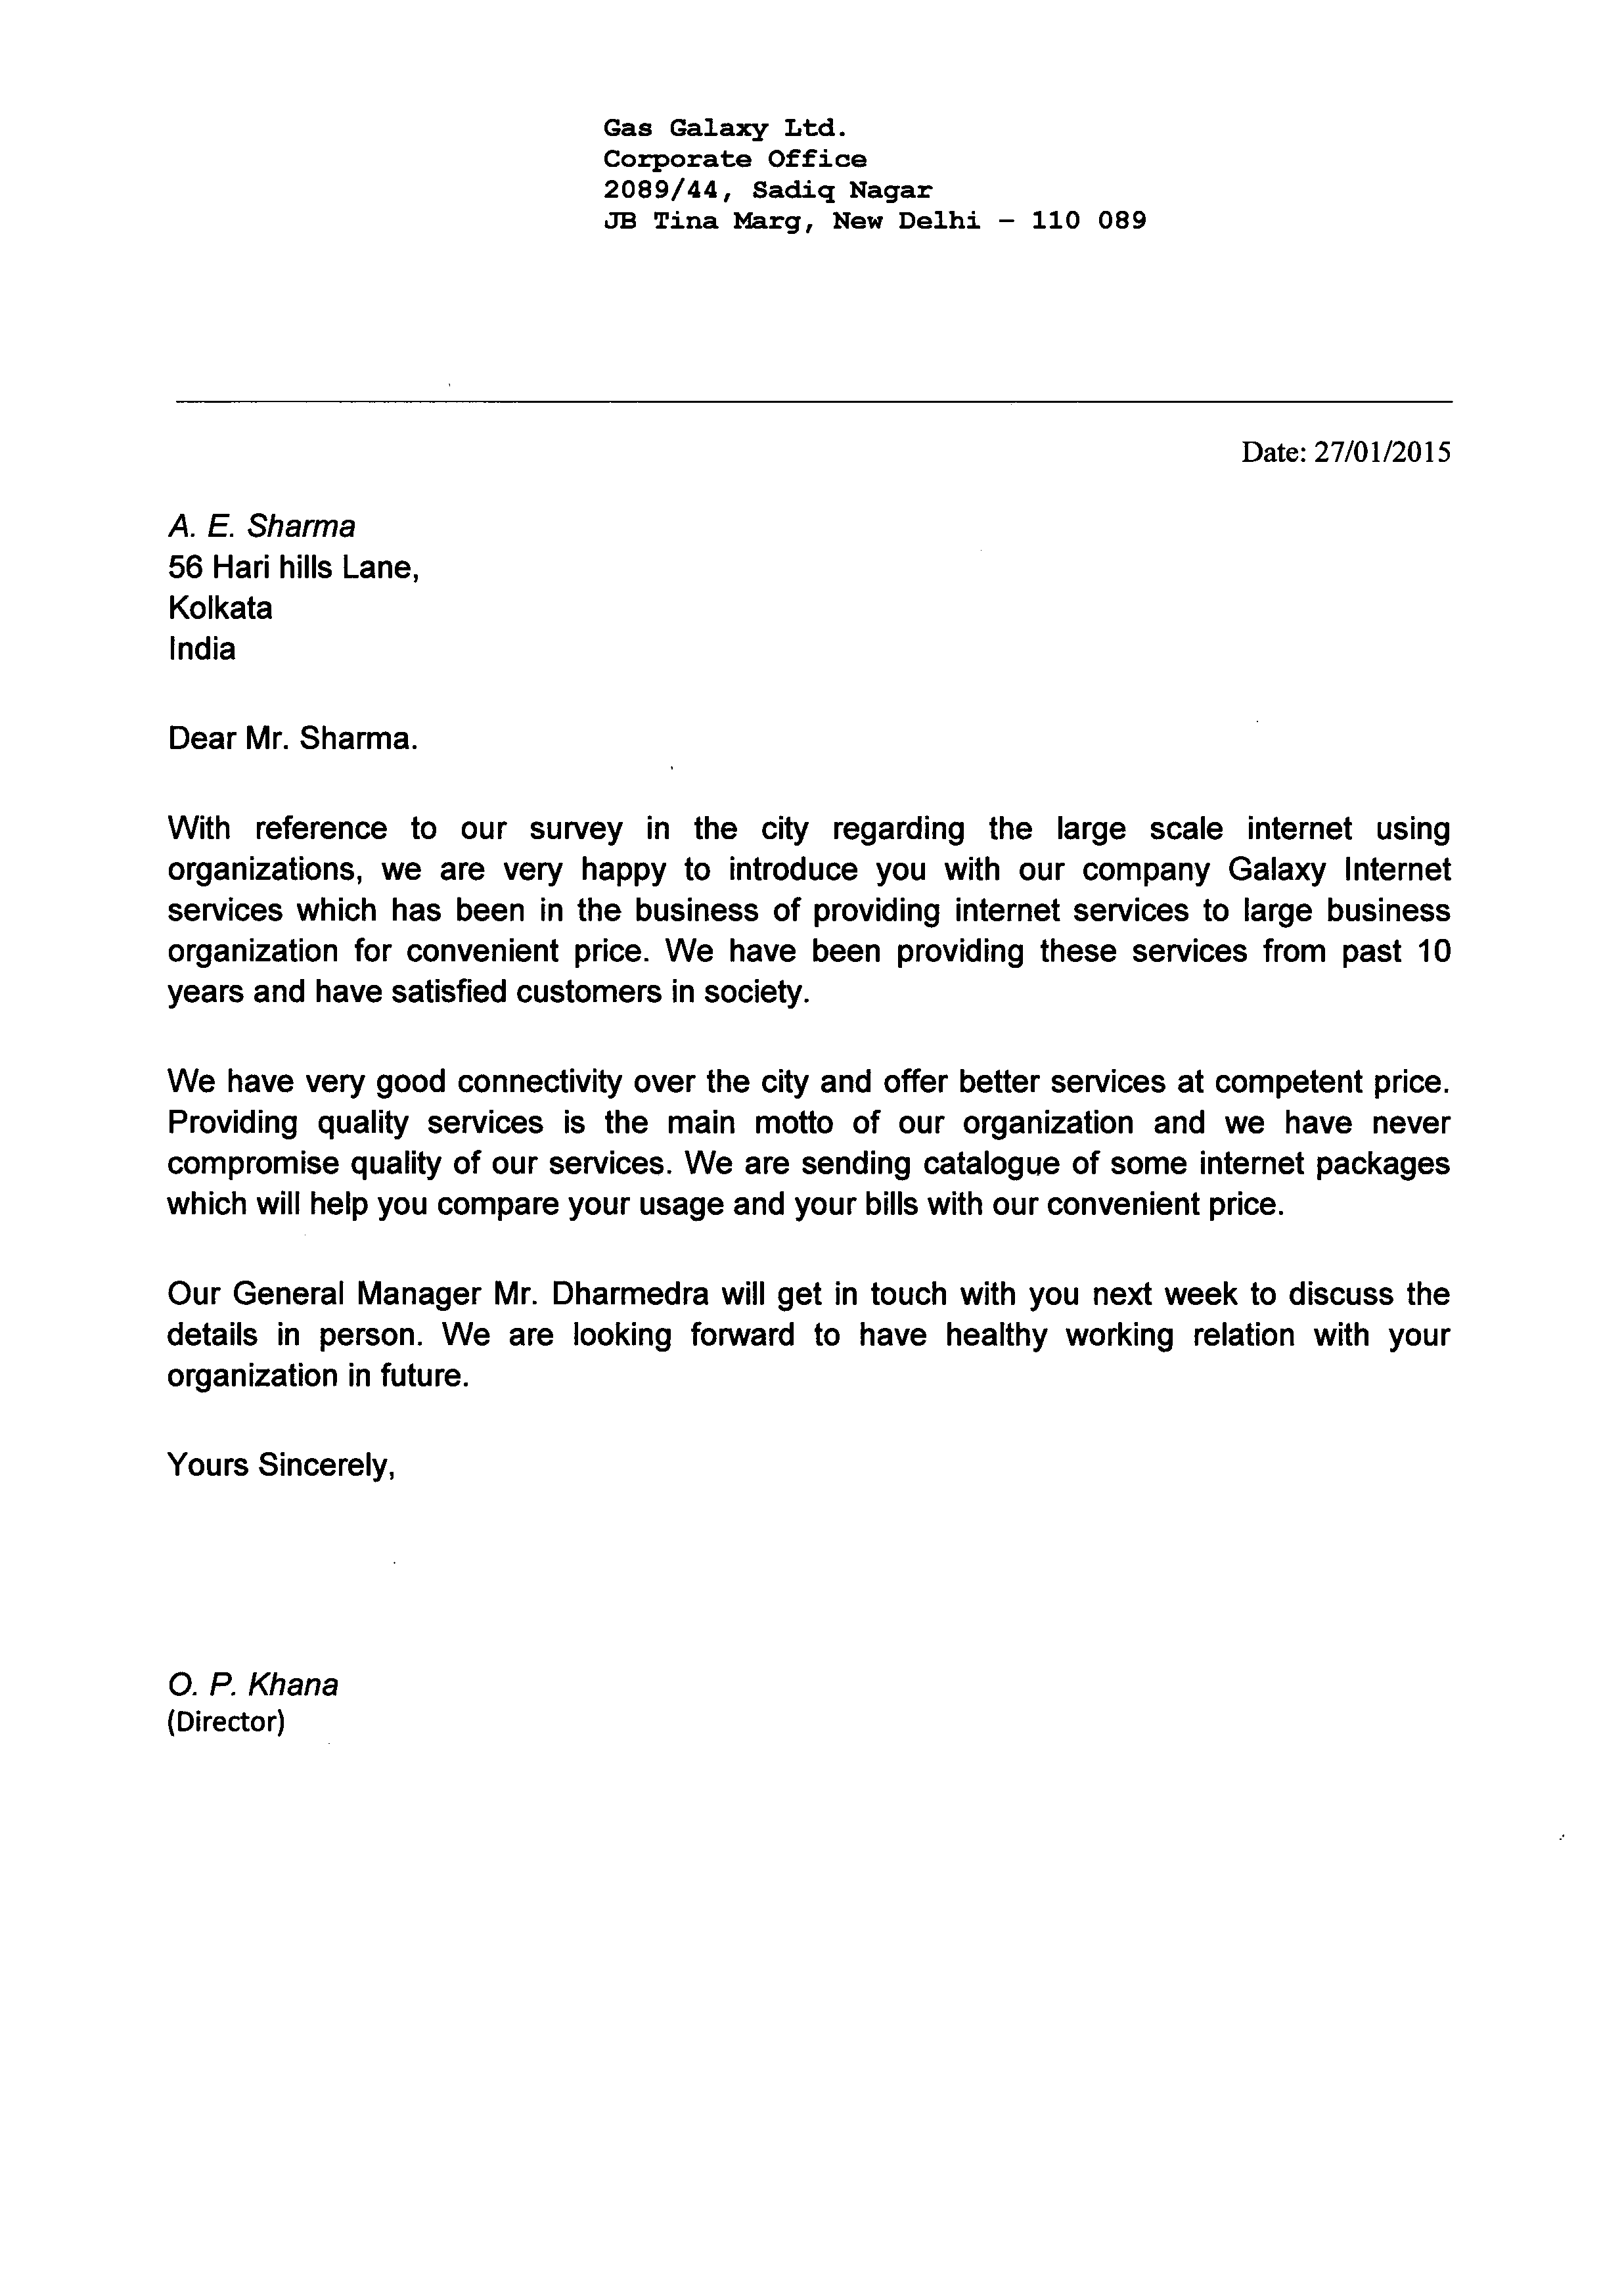 Gas Galaxy Ltd.
Corporate Office
2089/44, Sadiq Nagar
JB Tina Marg, New Delhi – 110 089
Date: 27/01/2015
A. E. Sharma
56 Hari hills Lane,
Kolkata
India
Dear Mr. Sharma.
With reference to our survey in the city regarding the large scale internet using
organizations, we are very happy to introduce you with our company Galaxy Internet
services which has been in the business of providing internet services to large business
organization for convenient price. We have been providing these services from past 10
years and have satisfied customers in society.
We have very good connectivity over the city and offer better services at competent price.
Providing quality services is the main motto of our organization and we have never
compromise quality of our services. We are sending catalogue of some internet packages
which will help you compare your usage and your bills with our convenient price.
Our General Manager Mr. Dharmedra will get in touch with you next week to discuss the
details in person. We are looking forward to have healthy working relation with your
organization in future.
Yours Sincerely,
O. P. Khana
(Director)